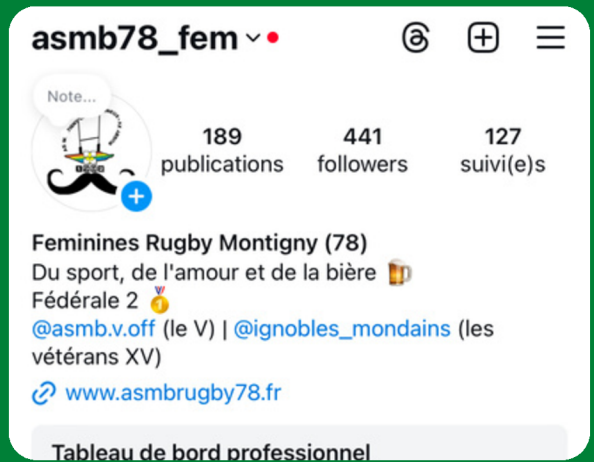 asmb78_fem
Note...
189
publications
441
followers
127
suivi(e)s
Feminines Rugby Montigny (78)
Du sport, de l'amour et de la bière 🍺
Fédérale 2 🏅
@asmb.v.off (le V) | @ignobles_mondains (les
vétérans XV)
www.asmbrugby78.fr
Tableau de bord professionnel